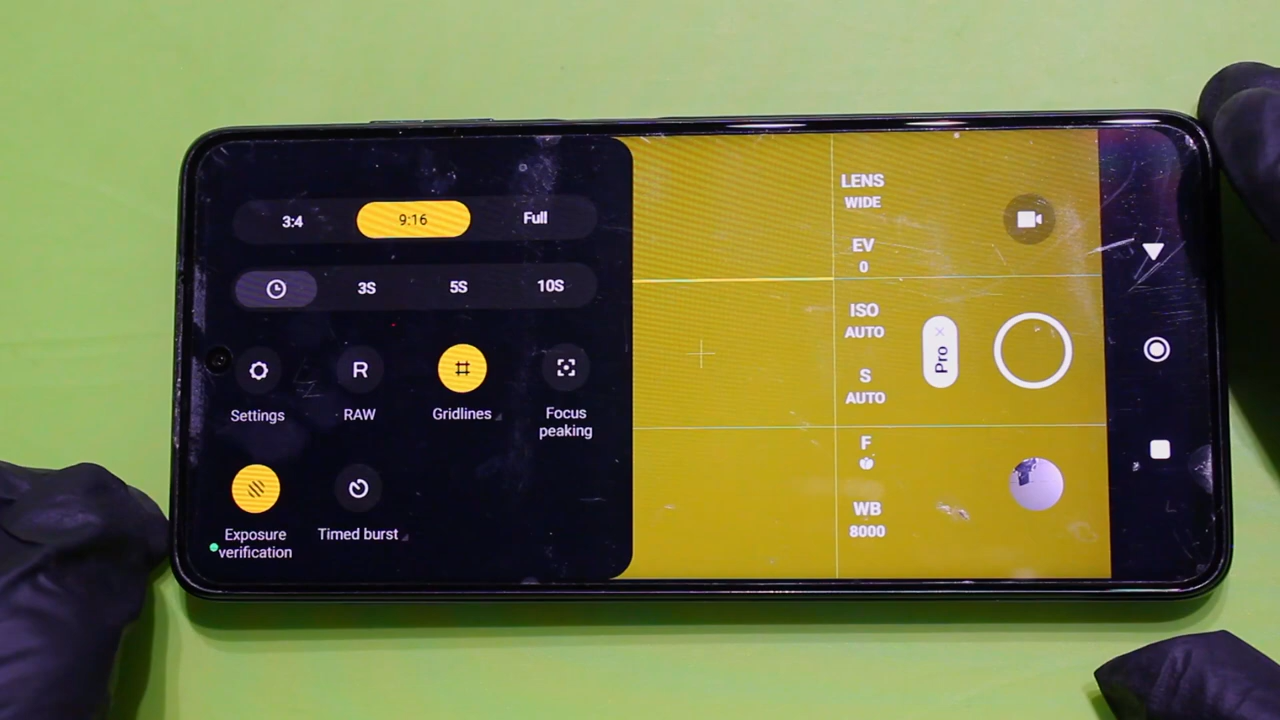 3:4
9:16
Full
3S
5S
10S
Settings
R
RAW
Gridlines
Focus
peaking
Exposure
verification
Timed burst
LENS
WIDE
EV
0
ISO
AUTO
S
AUTO
F
WB
8000
Pro ×